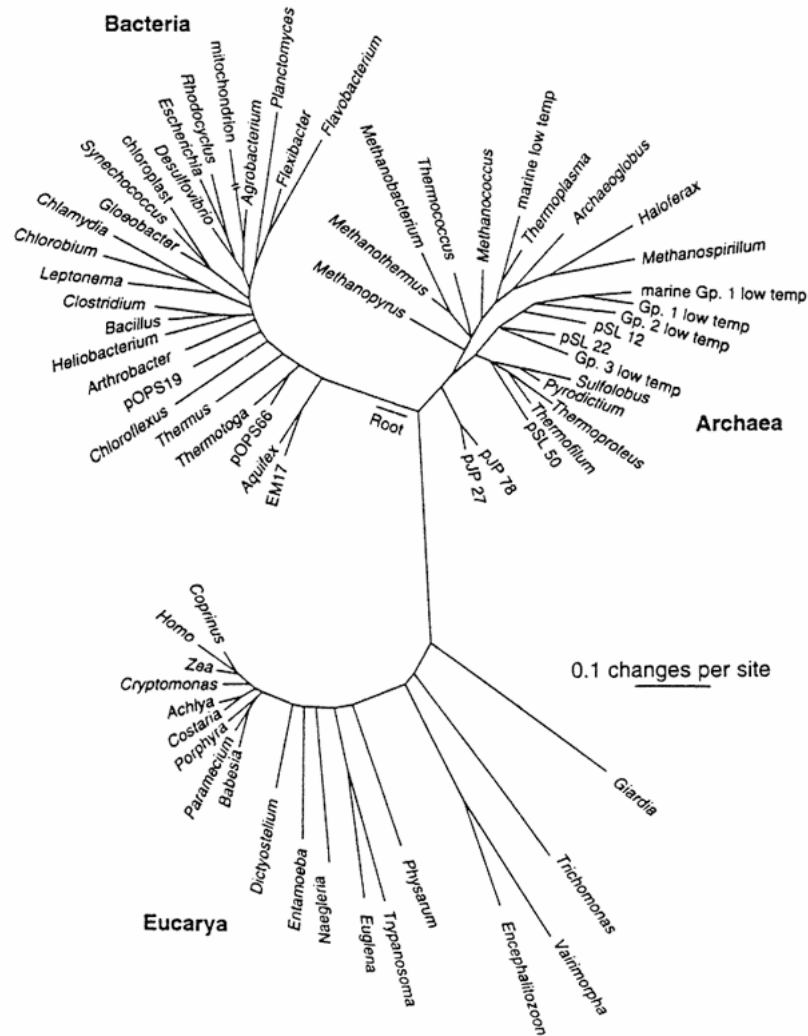 Bacteria
Chloroflexus
pOPS19
Arthrobacter
Heliobacterium
Bacillus
Clostridium
Leptonema
Chlorobium
Chlamydia
Gloeobacter
Synechococcus
chloroplast
Desulfovibrio
Escherichia
Rhodocyclus
mitochondrion
Agrobacterium
Planctomyces
Flexibacter
Flavobacterium
Thermus
Thermotoga
pOPS66
Aquifex
EM17
Root
Methanopyrus
Methanothermus
Methanobacterium
Thermococcus
Methanococcus
marine low temp
Thermoplasma
Archaeoglobus
Haloferax
Methanospirillum
marine Gp. 1 low temp
Gp. 1 low temp
Gp. 2 low temp
pSL 12
pSL 22
Gp. 3 low temp
Sulfolobus
Pyrodictium
Thermoproteus
Thermofilum
pSL 50
pJP 78
pJP 27
Archaea
Coprinus
Homo
Zea
Cryptomonas
Achlya
Costaria
Porphyra
Paramecium
Babesia
Dictyostelium
Entamoeba
Naegleria
Euglena
Trypanosoma
Physarum
Encephalitozoon
Vairimorpha
Trichomonas
Giardia
0.1 changes per site
Eucarya